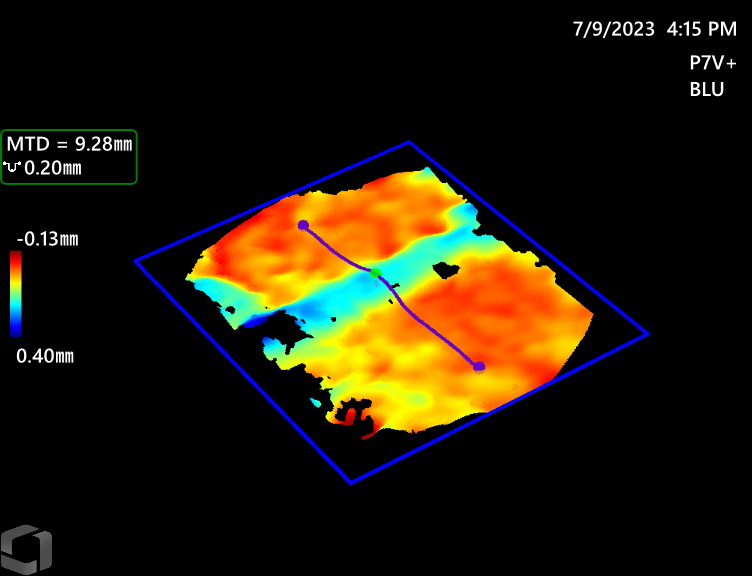 7/9/2023 4:15 PM
P7V+
BLU
MTD = 9.28mm
0.20mm
-0.13mm
0.40mm